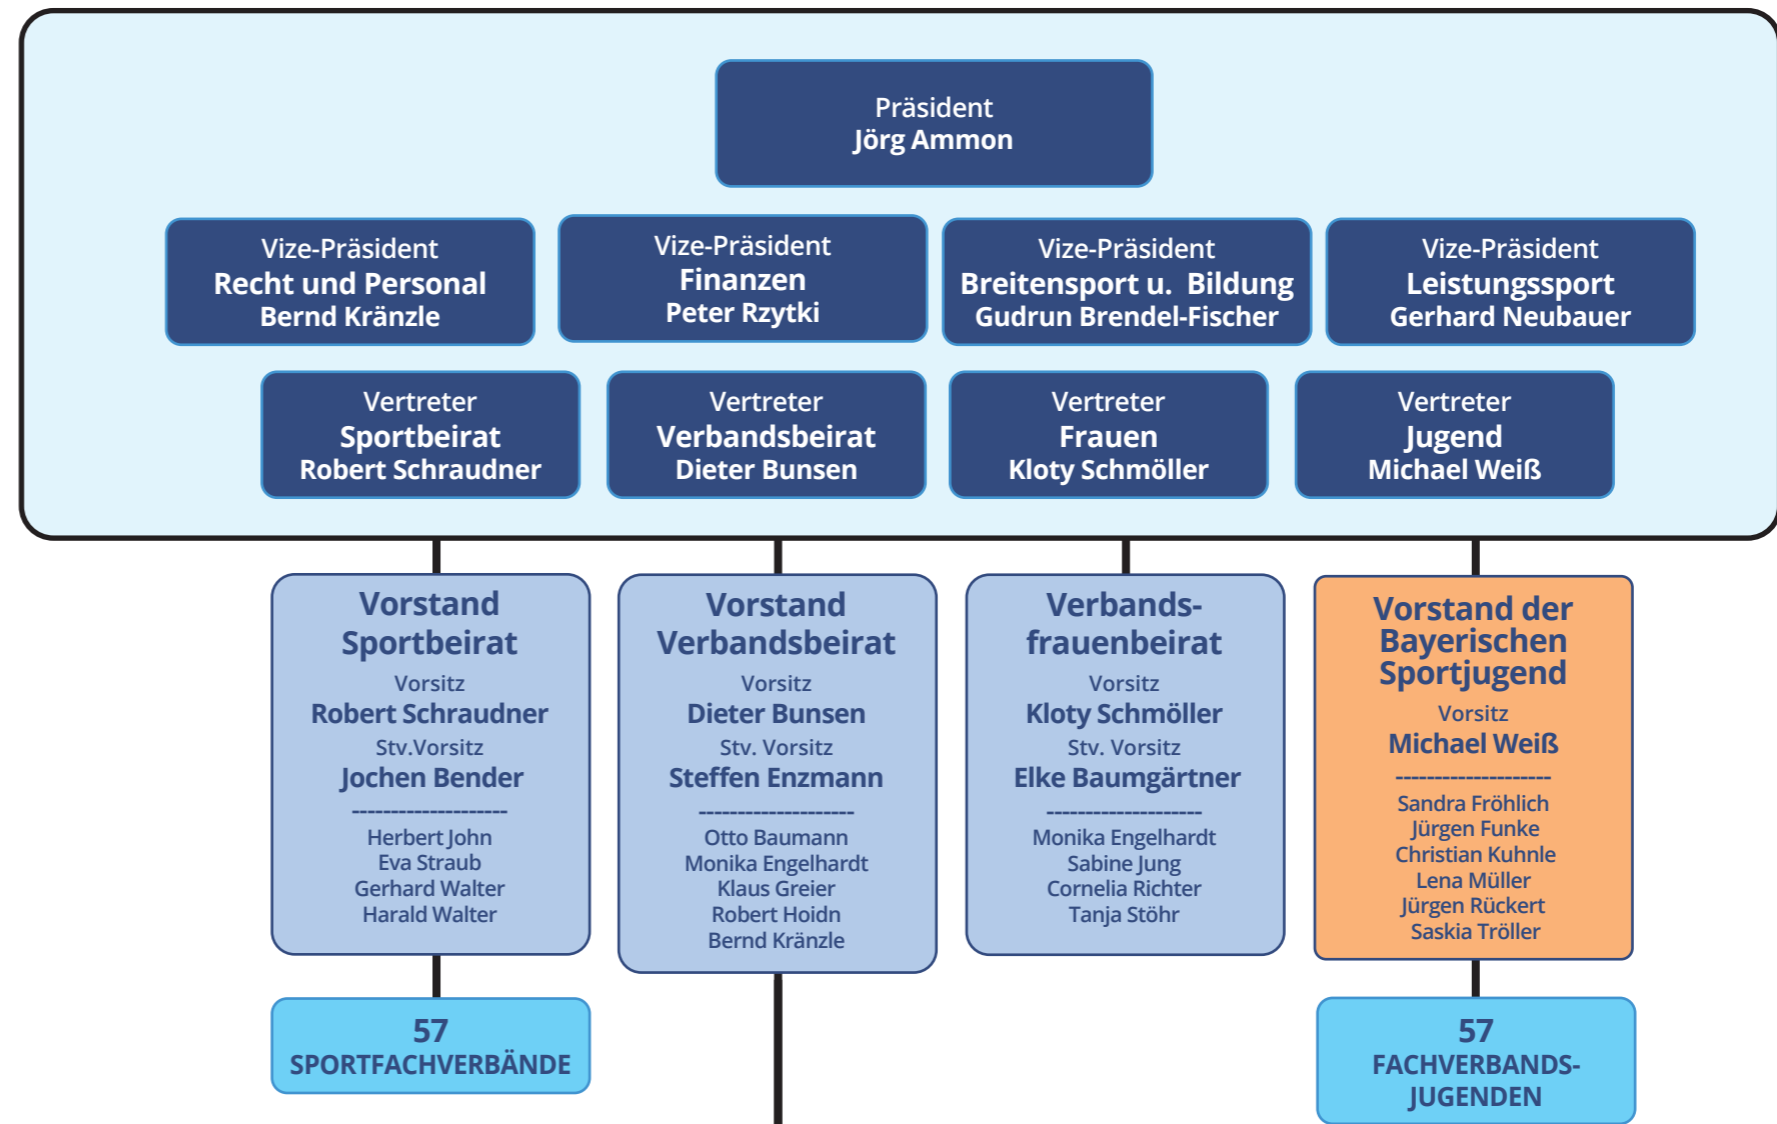 Präsident
Jörg Ammon
Vize-Präsident
Recht und Personal
Bernd Kränzle
Vize-Präsident
Finanzen
Peter Rzytki
Vize-Präsident
Breitensport u. Bildung
Gudrun Brendel-Fischer
Vize-Präsident
Leistungssport
Gerhard Neubauer
Vertreter
Sportbeirat
Robert Schraudner
Vertreter
Verbandsbeirat
Dieter Bunsen
Vertreter
Frauen
Kloty Schmöller
Vertreter
Jugend
Michael Weiß
Vorstand
Sportbeirat
Vorsitz
Robert Schraudner
Stv.Vorsitz
Jochen Bender
--------------------
Herbert John
Eva Straub
Gerhard Walter
Harald Walter
57
SPORTFACHVERBÄNDE
Vorstand
Verbandsbeirat
Vorsitz
Dieter Bunsen
Stv. Vorsitz
Steffen Enzmann
--------------------
Otto Baumann
Monika Engelhardt
Klaus Greier
Robert Hoidn
Bernd Kränzle
Verbands-
frauenbeirat
Vorsitz
Kloty Schmöller
Stv. Vorsitz
Elke Baumgärtner
--------------------
Monika Engelhardt
Sabine Jung
Cornelia Richter
Tanja Stöhr
Vorstand der
Bayerischen
Sportjugend
Vorsitz
Michael Weiß
--------------------
Sandra Fröhlich
Jürgen Funke
Christian Kuhnle
Lena Müller
Jürgen Rückert
Saskia Tröller
57
FACHVERBANDS-
JUGENDEN